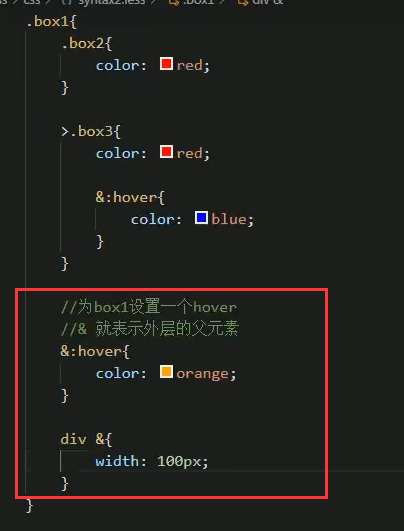 css > syntax2.less > .box1 > div &
.box1{
.box2{
color: red;
}
>.box3{
color: red;
&:hover{
color: blue;
}
}
//为box1设置一个hover
//& 就表示外层的父元素
&:hover{
color: orange;
}
div &{
width: 100px;
}
}